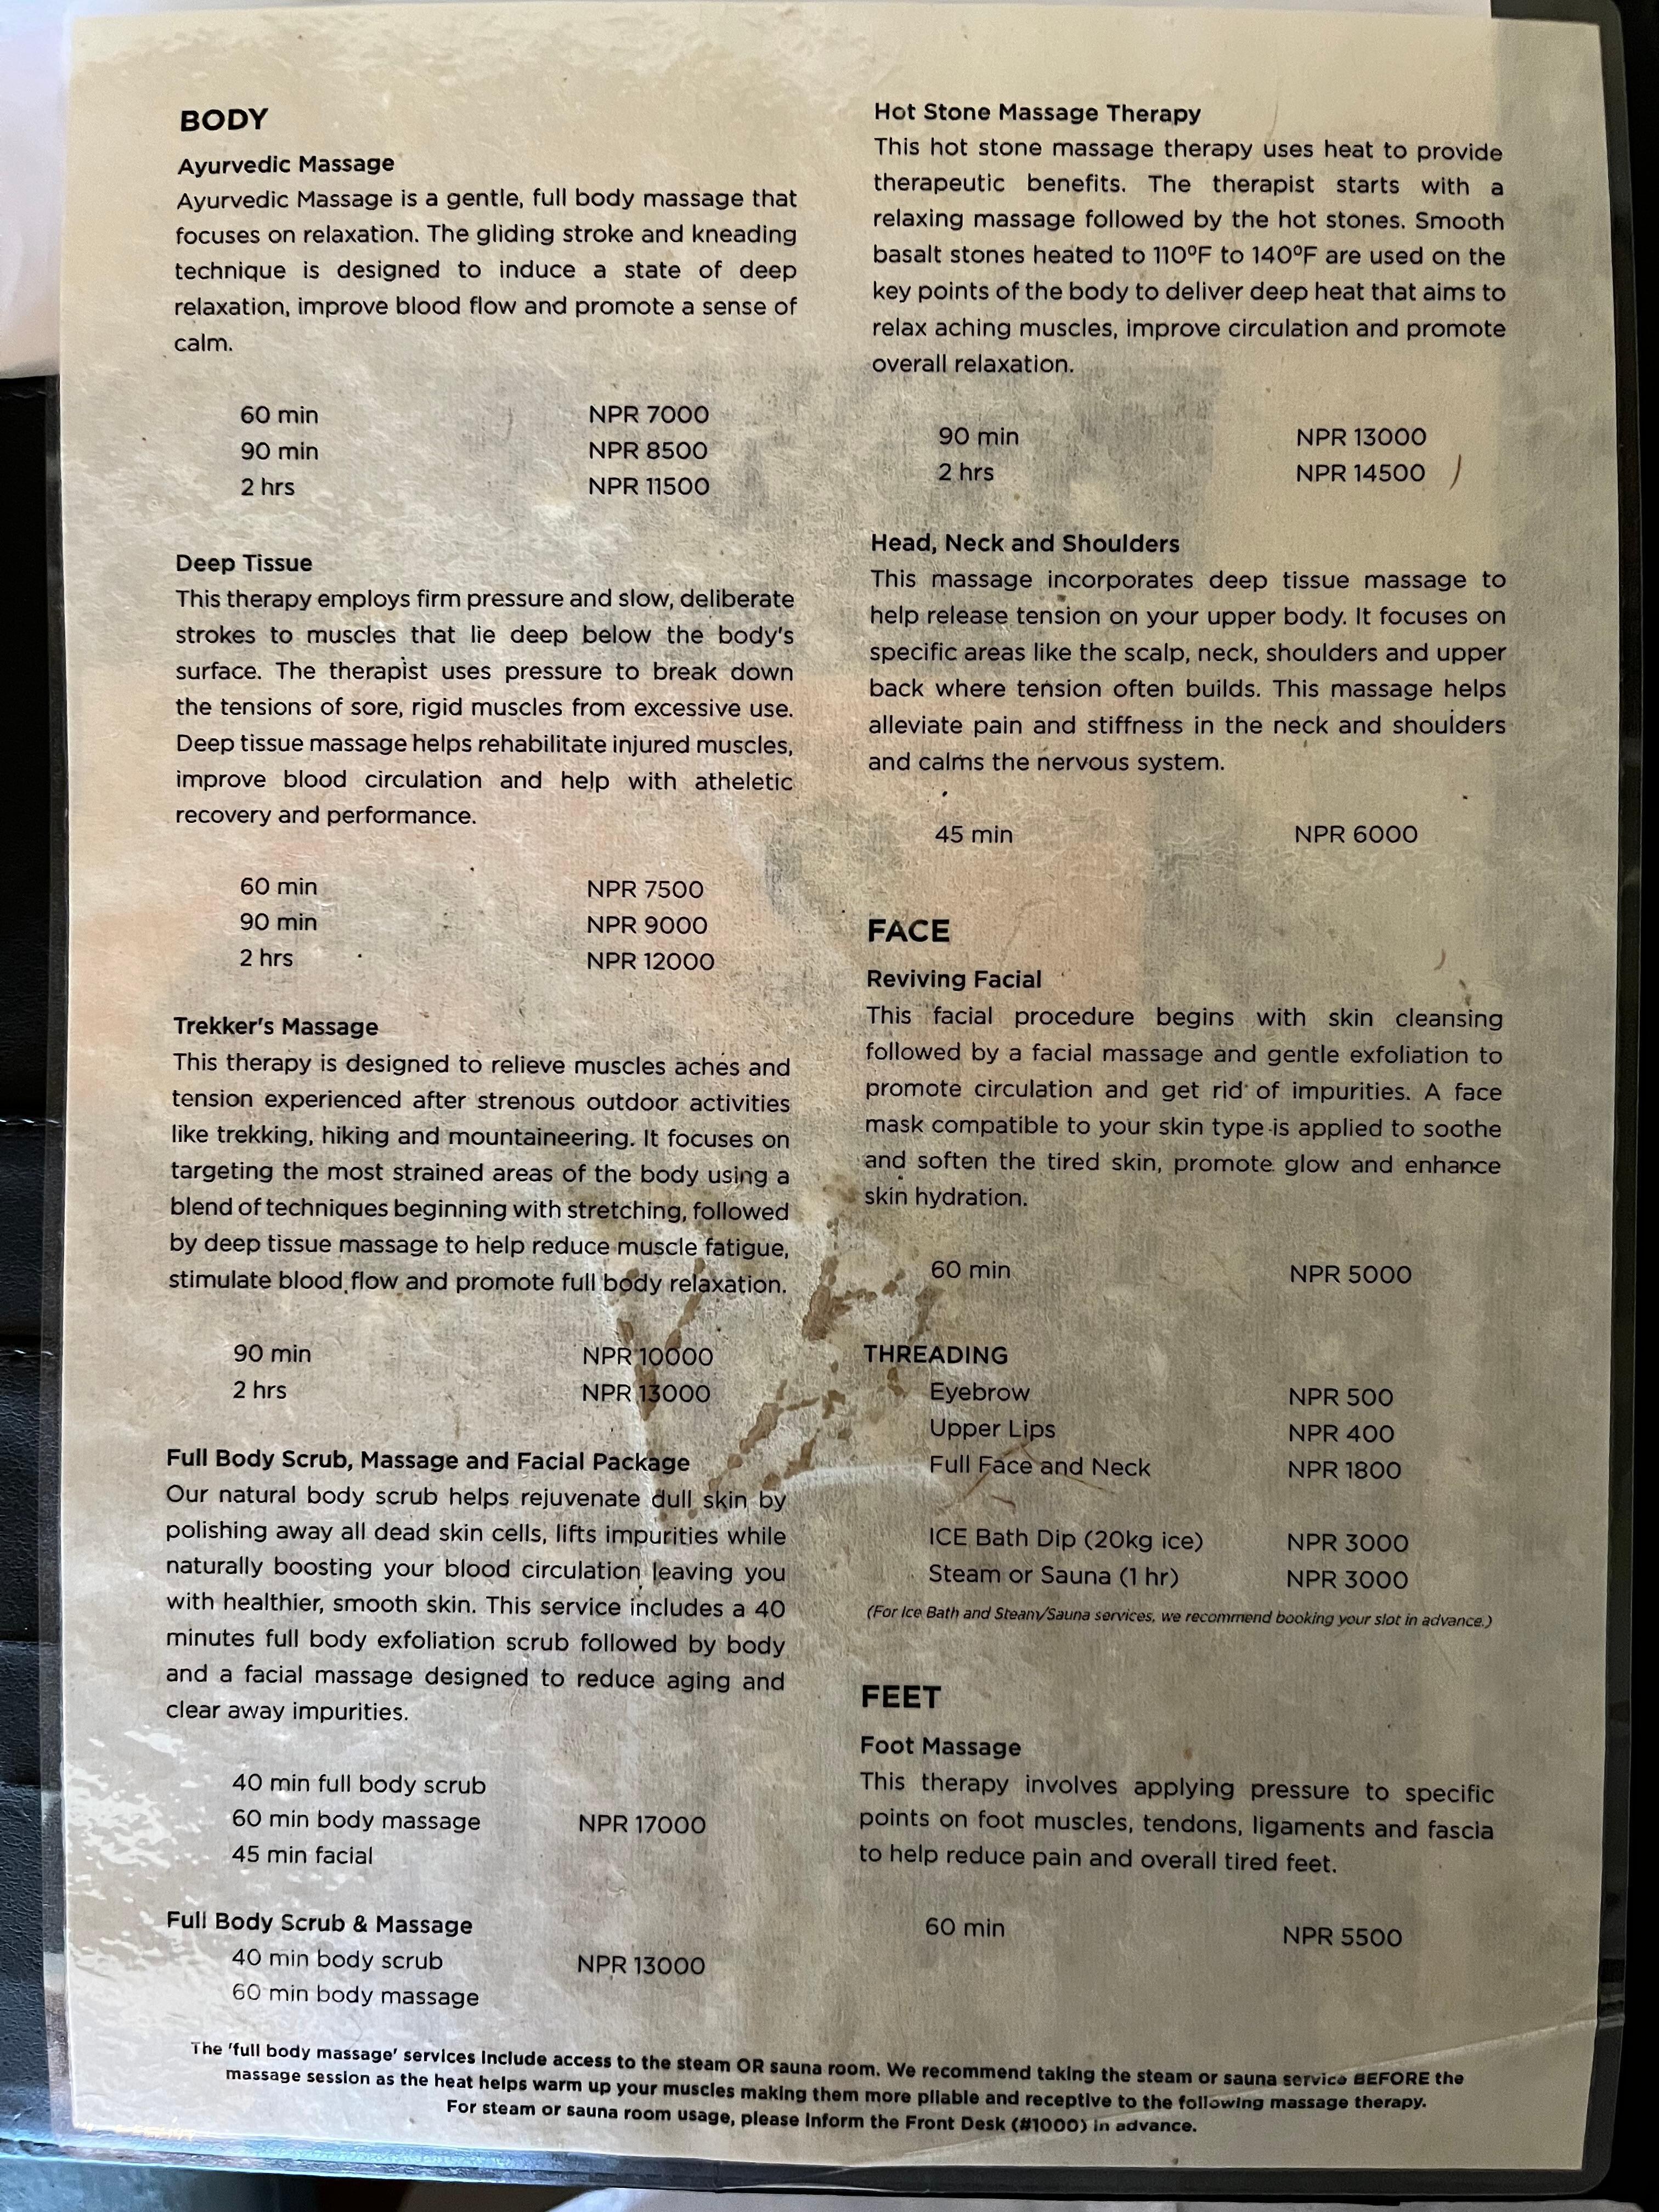 BODY
Ayurvedic Massage
Ayurvedic Massage is a gentle, full body massage that
focuses on relaxation. The gliding stroke and kneading
technique is designed to induce a state of deep
relaxation, improve blood flow and promote a sense of
calm.
60 min NPR 7000
90 min NPR 8500
2 hrs NPR 11500
Deep Tissue
This therapy employs firm pressure and slow, deliberate
strokes to muscles that lie deep below the body's
surface. The therapist uses pressure to break down
the tensions of sore, rigid muscles from excessive use.
Deep tissue massage helps rehabilitate injured muscles,
improve blood circulation and help with atheletic
recovery and performance.
60 min NPR 7500
90 min NPR 9000
2 hrs NPR 12000
Trekker's Massage
This therapy is designed to relieve muscles aches and
tension experienced after strenous outdoor activities
like trekking, hiking and mountaineering. It focuses on
targeting the most strained areas of the body using a
blend of techniques beginning with stretching, followed
by deep tissue massage to help reduce muscle fatigue,
stimulate blood flow and promote full body relaxation.
90 min NPR 10000
2 hrs NPR 13000
Full Body Scrub, Massage and Facial Package
Our natural body scrub helps rejuvenate dull skin by
polishing away all dead skin cells, lifts impurities while
naturally boosting your blood circulation leaving you
with healthier, smooth skin. This service includes a 40
minutes full body exfoliation scrub followed by body
and a facial massage designed to reduce aging and
clear away impurities.
40 min full body scrub
60 min body massage NPR 17000
45 min facial
Full Body Scrub & Massage
40 min body scrub NPR 13000
60 min body massage
Hot Stone Massage Therapy
This hot stone massage therapy uses heat to provide
therapeutic benefits. The therapist starts with a
relaxing massage followed by the hot stones. Smooth
basalt stones heated to 110ºF to 140ºF are used on the
key points of the body to deliver deep heat that aims to
relax aching muscles, improve circulation and promote
overall relaxation.
90 min NPR 13000
2 hrs NPR 14500
Head, Neck and Shoulders
This massage incorporates deep tissue massage to
help release tension on your upper body. It focuses on
specific areas like the scalp, neck, shoulders and upper
back where tension often builds. This massage helps
alleviate pain and stiffness in the neck and shoulders
and calms the nervous system.
45 min NPR 6000
FACE
Reviving Facial
This facial procedure begins with skin cleansing
followed by a facial massage and gentle exfoliation to
promote circulation and get rid of impurities. A face
mask compatible to your skin type is applied to soothe
and soften the tired skin, promote glow and enhance
skin hydration.
60 min NPR 5000
THREADING
Eyebrow NPR 500
Upper Lips NPR 400
Full Face and Neck NPR 1800
ICE Bath Dip (20kg ice) NPR 3000
Steam or Sauna (1 hr) NPR 3000
(For Ice Bath and Steam/Sauna services, we recommend booking your slot in advance.)
FEET
Foot Massage
This therapy involves applying pressure to specific
points on foot muscles, tendons, ligaments and fascia
to help reduce pain and overall tired feet.
60 min NPR 5500
The 'full body massage' services include access to the steam OR sauna room. We recommend taking the steam or sauna service BEFORE the
massage session as the heat helps warm up your muscles making them more pliable and receptive to the following massage therapy.
For steam or sauna room usage, please inform the Front Desk (#1000) in advance.